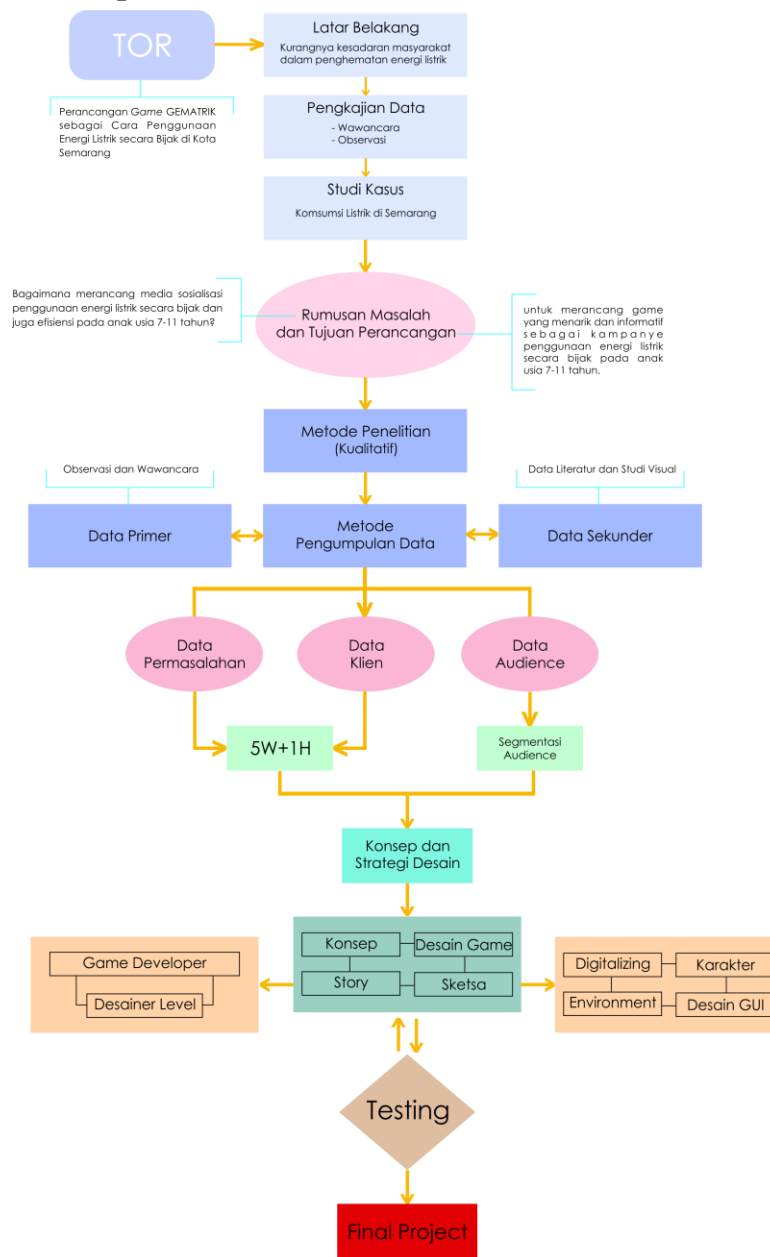 TOR
Latar Belakang
Kurangnya kesadaran masyarakat
dalam penghematan energi listrik
Perancangan Game GEMATRIK
sebagai Cara Penggunaan
Energi Listrik secara Bijak di Kota
Semarang
Pengkajian Data
- Wawancara
- Observasi
Studi Kasus
Komsumsi Listrik di Semarang
Bagaimana merancang media sosialisasi
penggunaan energi listrik secara bijak dan
juga efisiensi pada anak usia 7-11 tahun?
Rumusan Masalah
dan Tujuan Perancangan
untuk merancang game
yang menarik dan informatif
sebagai kampanye
penggunaan energi listrik
secara bijak pada anak
usia 7-11 tahun.
Metode Penelitian
(Kualitatif)
Observasi dan Wawancara
Data Literatur dan Studi Visual
Data Primer
Metode
Pengumpulan Data
Data Sekunder
Data
Permasalahan
Data
Klien
Data
Audience
5W+1H
Segmentasi
Audience
Konsep dan
Strategi Desain
Game Developer
Desainer Level
Konsep
Desain Game
Story
Sketsa
Digitalizing
Karakter
Environment
Desain GUI
Testing
Final Project